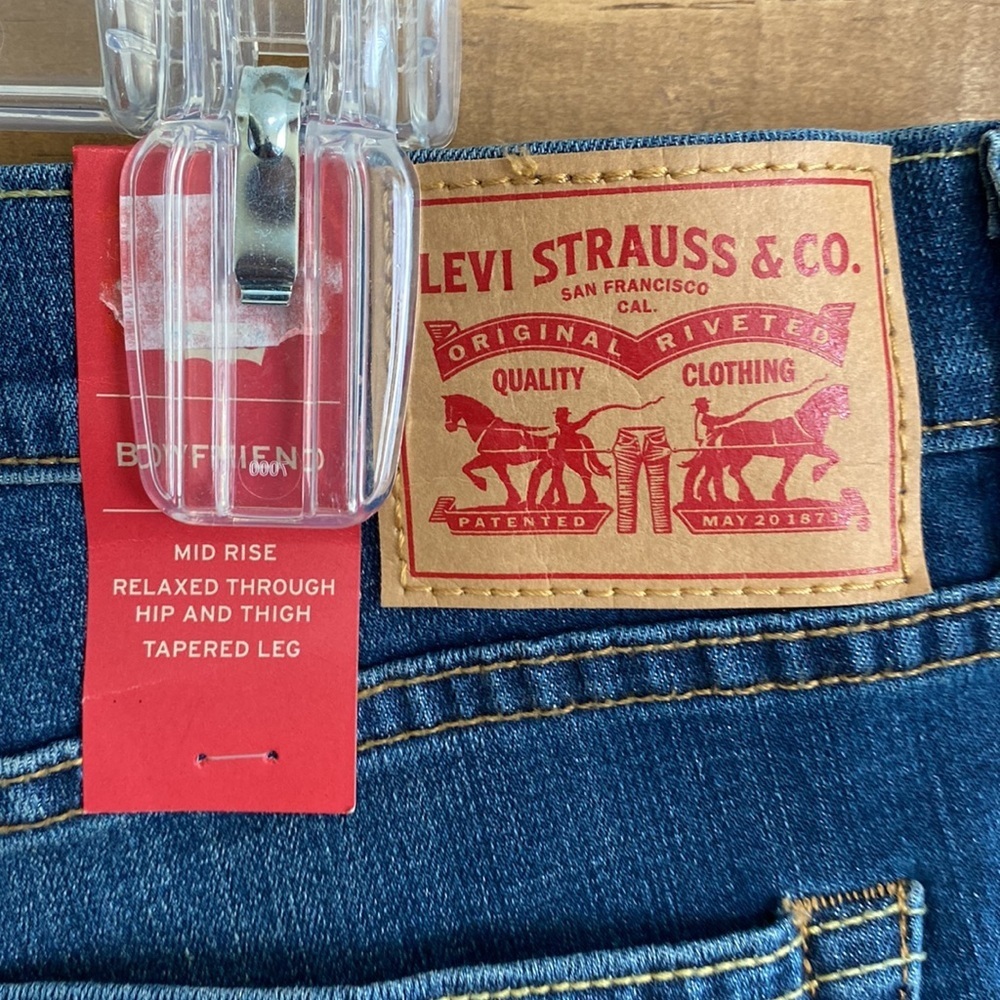 LEVI STRAUSS & CO.
SAN FRANCISCO
CAL.
ORIGINAL RIVETED
QUALITY CLOTHING
PATENTED MAY 20 1873
BOYFRIEND
MID RISE
RELAXED THROUGH
HIP AND THIGH
TAPERED LEG